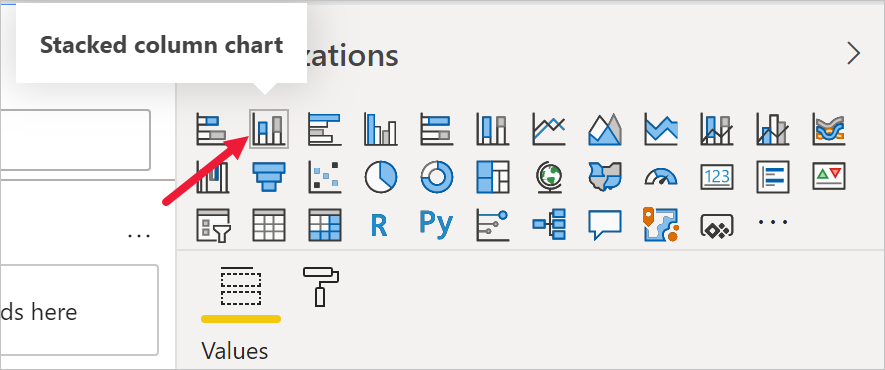 Stacked column chart
zations
123
R
Py
...
ds here
Values